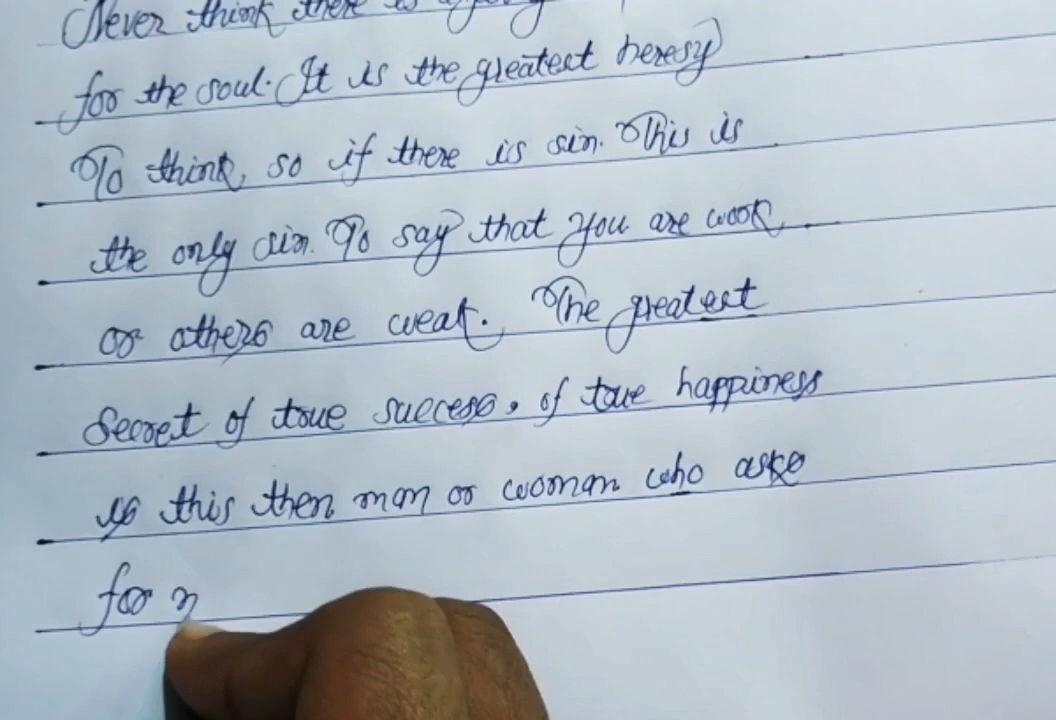 Never think there is
for the soul. It is the greatest heresy
To think, so if there is sin. This is
the only sin. To say that you are weak
or others are weak. The greatest
Secret of true success, of true happiness
is this then man or woman who asks
for n